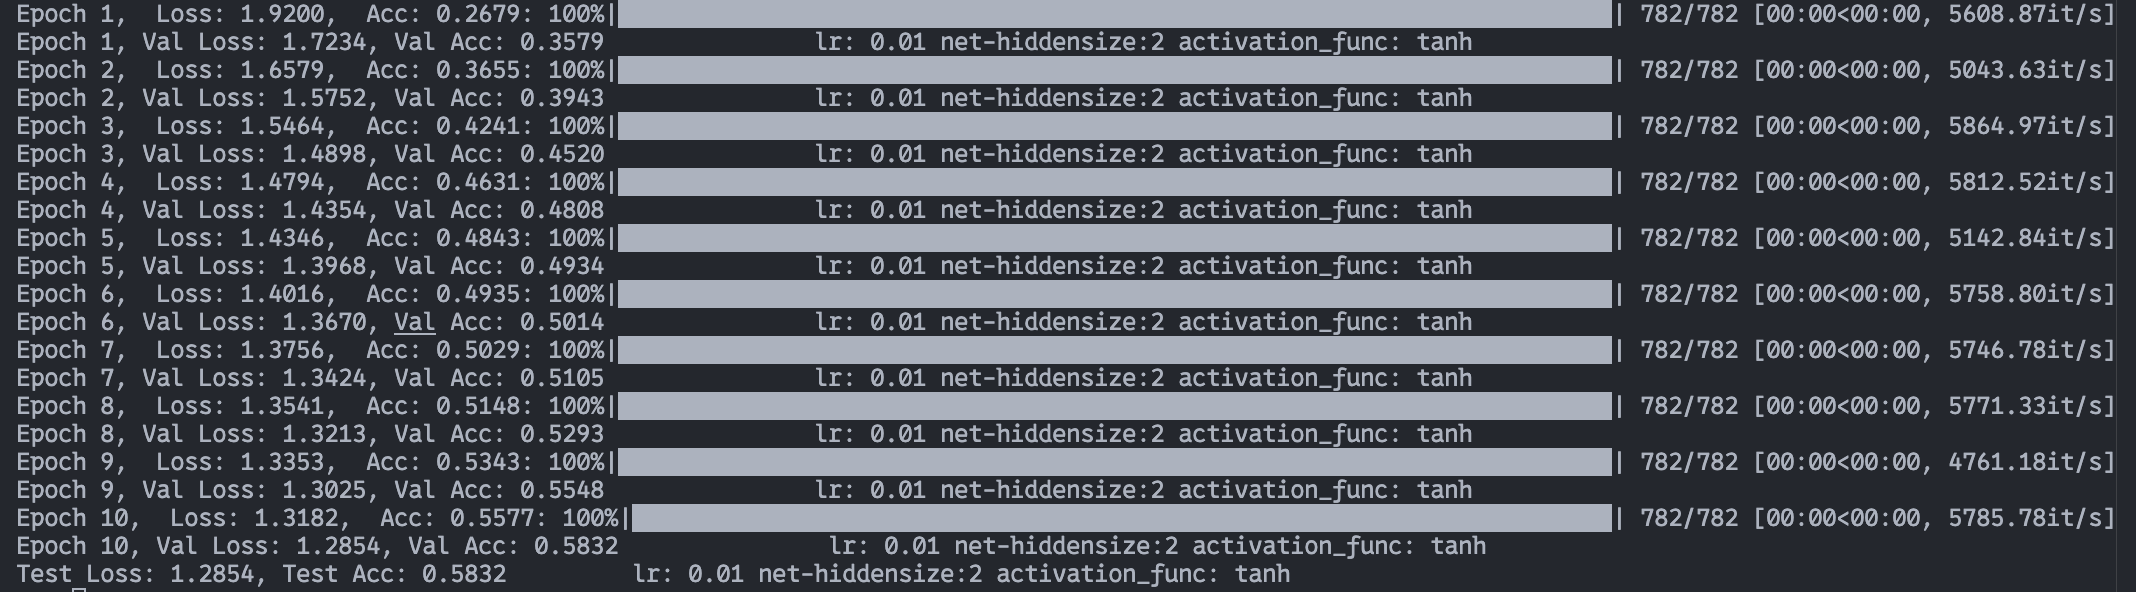 Epoch 1,  Loss: 1.9200,  Acc: 0.2679: 100%|| 782/782 [00:00<00:00, 5608.87it/s]
Epoch 1, Val Loss: 1.7234, Val Acc: 0.3579 lr: 0.01 net-hiddensize:2 activation_func: tanh
Epoch 2,  Loss: 1.6579,  Acc: 0.3655: 100%|| 782/782 [00:00<00:00, 5043.63it/s]
Epoch 2, Val Loss: 1.5752, Val Acc: 0.3943 lr: 0.01 net-hiddensize:2 activation_func: tanh
Epoch 3,  Loss: 1.5464,  Acc: 0.4241: 100%|| 782/782 [00:00<00:00, 5864.97it/s]
Epoch 3, Val Loss: 1.4898, Val Acc: 0.4520 lr: 0.01 net-hiddensize:2 activation_func: tanh
Epoch 4,  Loss: 1.4794,  Acc: 0.4631: 100%|| 782/782 [00:00<00:00, 5812.52it/s]
Epoch 4, Val Loss: 1.4354, Val Acc: 0.4808 lr: 0.01 net-hiddensize:2 activation_func: tanh
Epoch 5,  Loss: 1.4346,  Acc: 0.4843: 100%|| 782/782 [00:00<00:00, 5142.84it/s]
Epoch 5, Val Loss: 1.3968, Val Acc: 0.4934 lr: 0.01 net-hiddensize:2 activation_func: tanh
Epoch 6,  Loss: 1.4016,  Acc: 0.4935: 100%|| 782/782 [00:00<00:00, 5758.80it/s]
Epoch 6, Val Loss: 1.3670, Val Acc: 0.5014 lr: 0.01 net-hiddensize:2 activation_func: tanh
Epoch 7,  Loss: 1.3756,  Acc: 0.5029: 100%|| 782/782 [00:00<00:00, 5746.78it/s]
Epoch 7, Val Loss: 1.3424, Val Acc: 0.5105 lr: 0.01 net-hiddensize:2 activation_func: tanh
Epoch 8,  Loss: 1.3541,  Acc: 0.5148: 100%|| 782/782 [00:00<00:00, 5771.33it/s]
Epoch 8, Val Loss: 1.3213, Val Acc: 0.5293 lr: 0.01 net-hiddensize:2 activation_func: tanh
Epoch 9,  Loss: 1.3353,  Acc: 0.5343: 100%|| 782/782 [00:00<00:00, 4761.18it/s]
Epoch 9, Val Loss: 1.3025, Val Acc: 0.5548 lr: 0.01 net-hiddensize:2 activation_func: tanh
Epoch 10,  Loss: 1.3182,  Acc: 0.5577: 100%|| 782/782 [00:00<00:00, 5785.78it/s]
Epoch 10, Val Loss: 1.2854, Val Acc: 0.5832 lr: 0.01 net-hiddensize:2 activation_func: tanh
Test Loss: 1.2854, Test Acc: 0.5832 lr: 0.01 net-hiddensize:2 activation_func: tanh